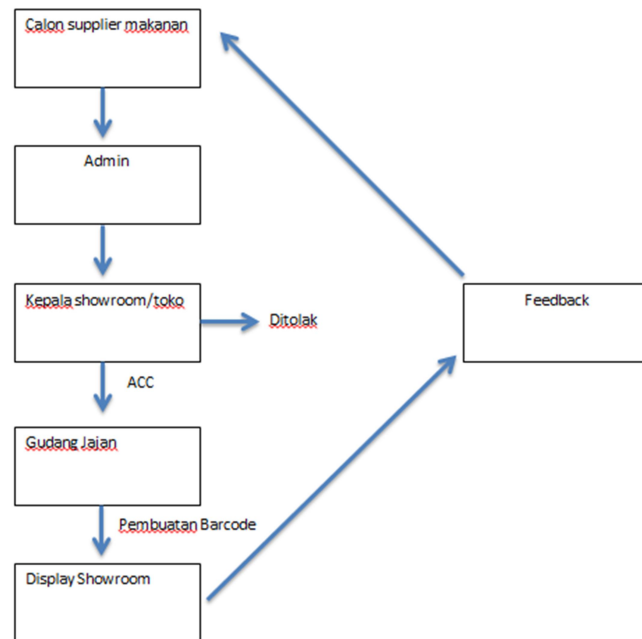 Calon supplier makanan
Admin
Kepala showroom/toko
Ditolak
Feedback
ACC
Gudang Jajan
Pembuatan Barcode
Display Showroom